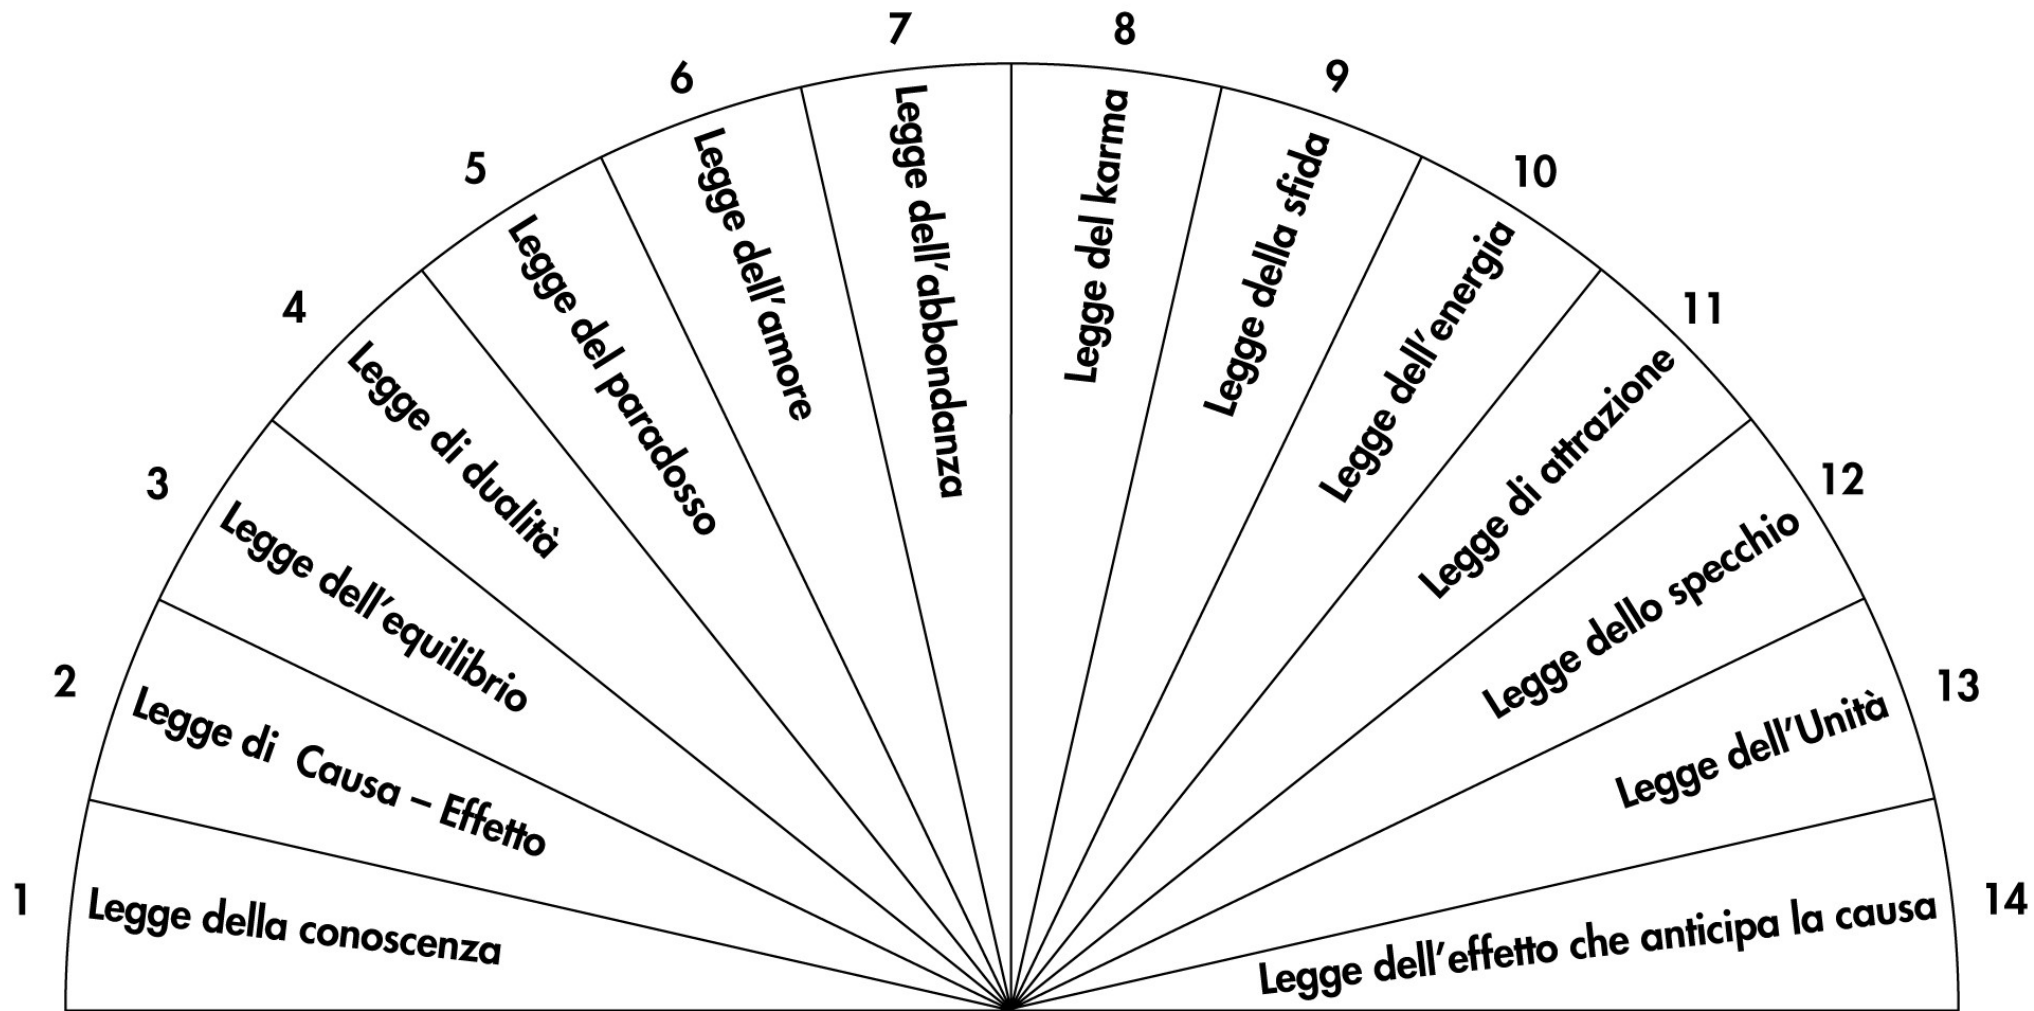 1
Legge della conoscenza
2
Legge di Causa – Effetto
3
Legge dell'equilibrio
4
Legge di dualità
5
Legge del paradosso
6
Legge dell'amore
7
Legge dell'abbondanza
8
Legge del karma
9
Legge della sfida
10
Legge dell'energia
11
Legge di attrazione
12
Legge dello specchio
13
Legge dell'Unità
14
Legge dell'effetto che anticipa la causa